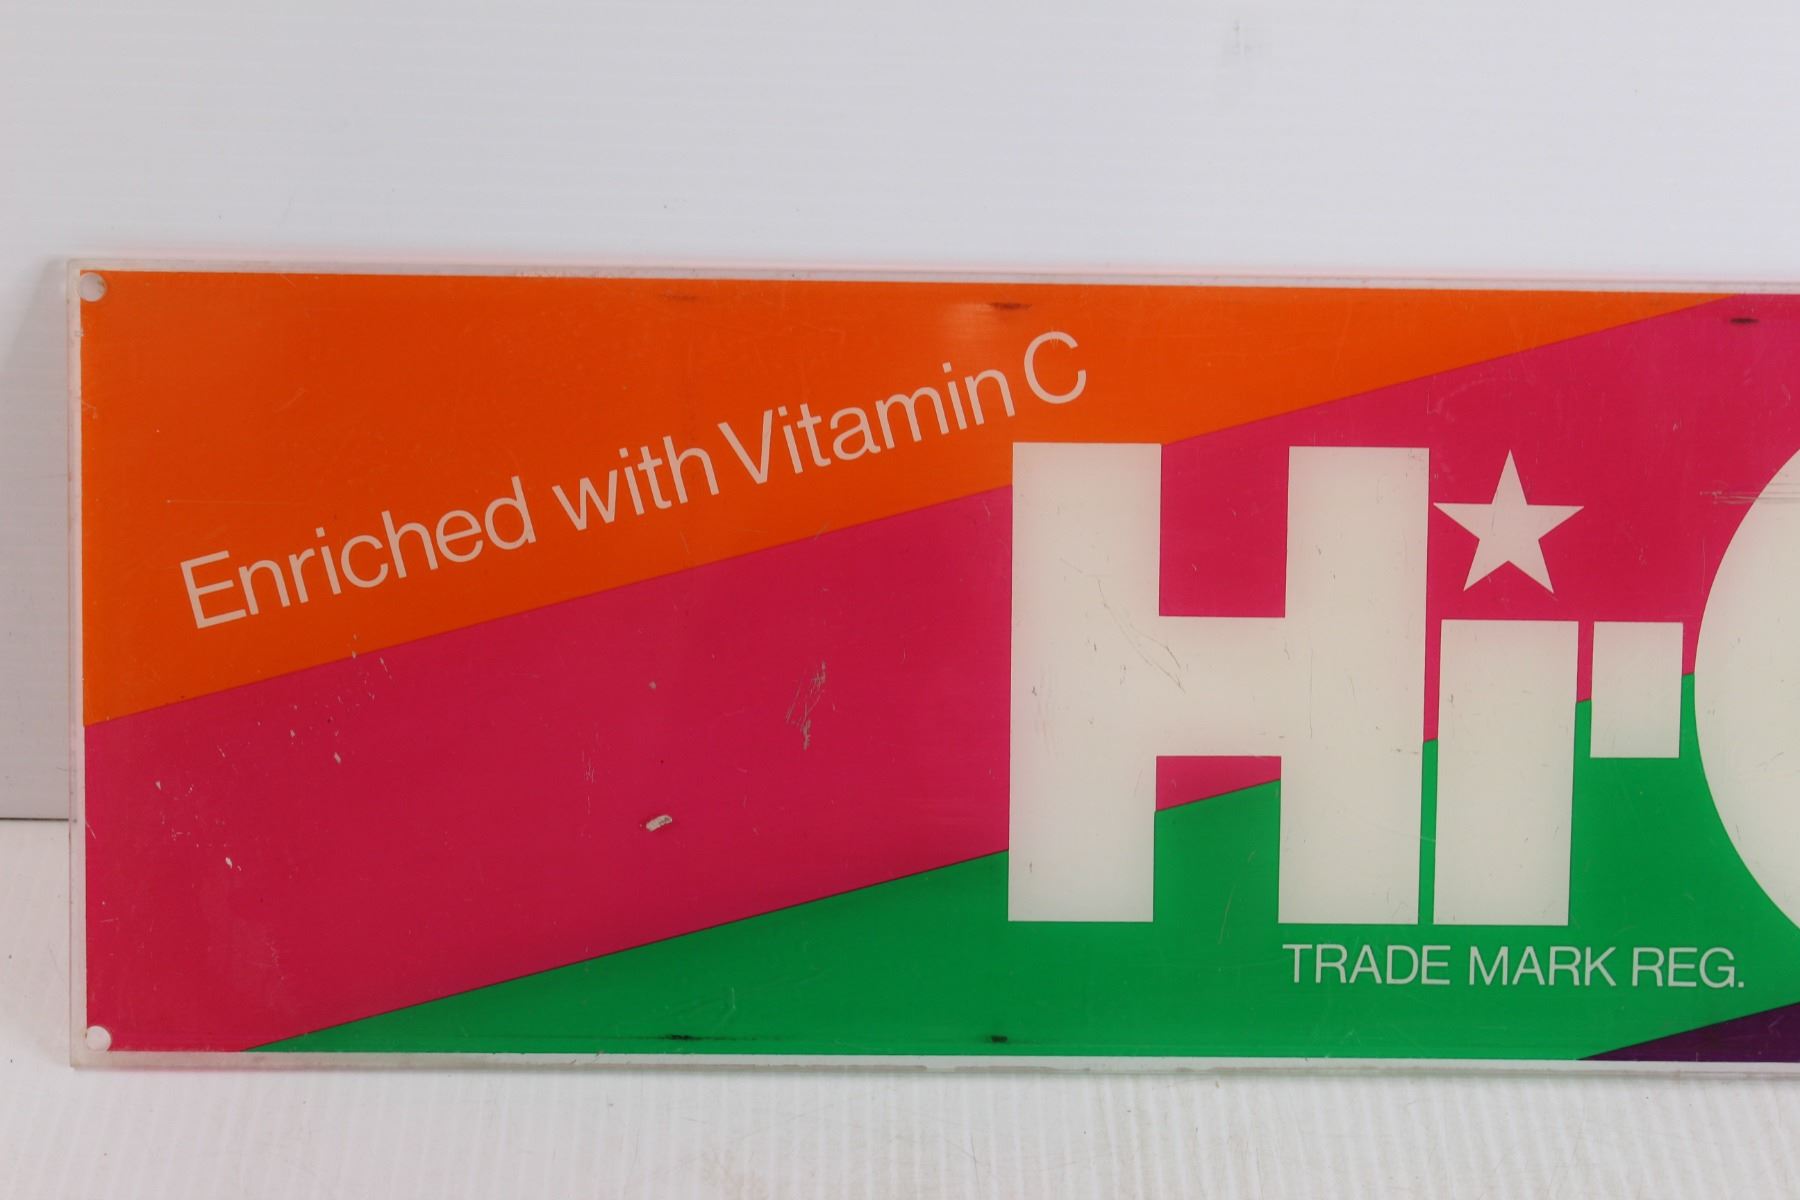 Enriched with Vitamin C
Hi-C
TRADE MARK REG.